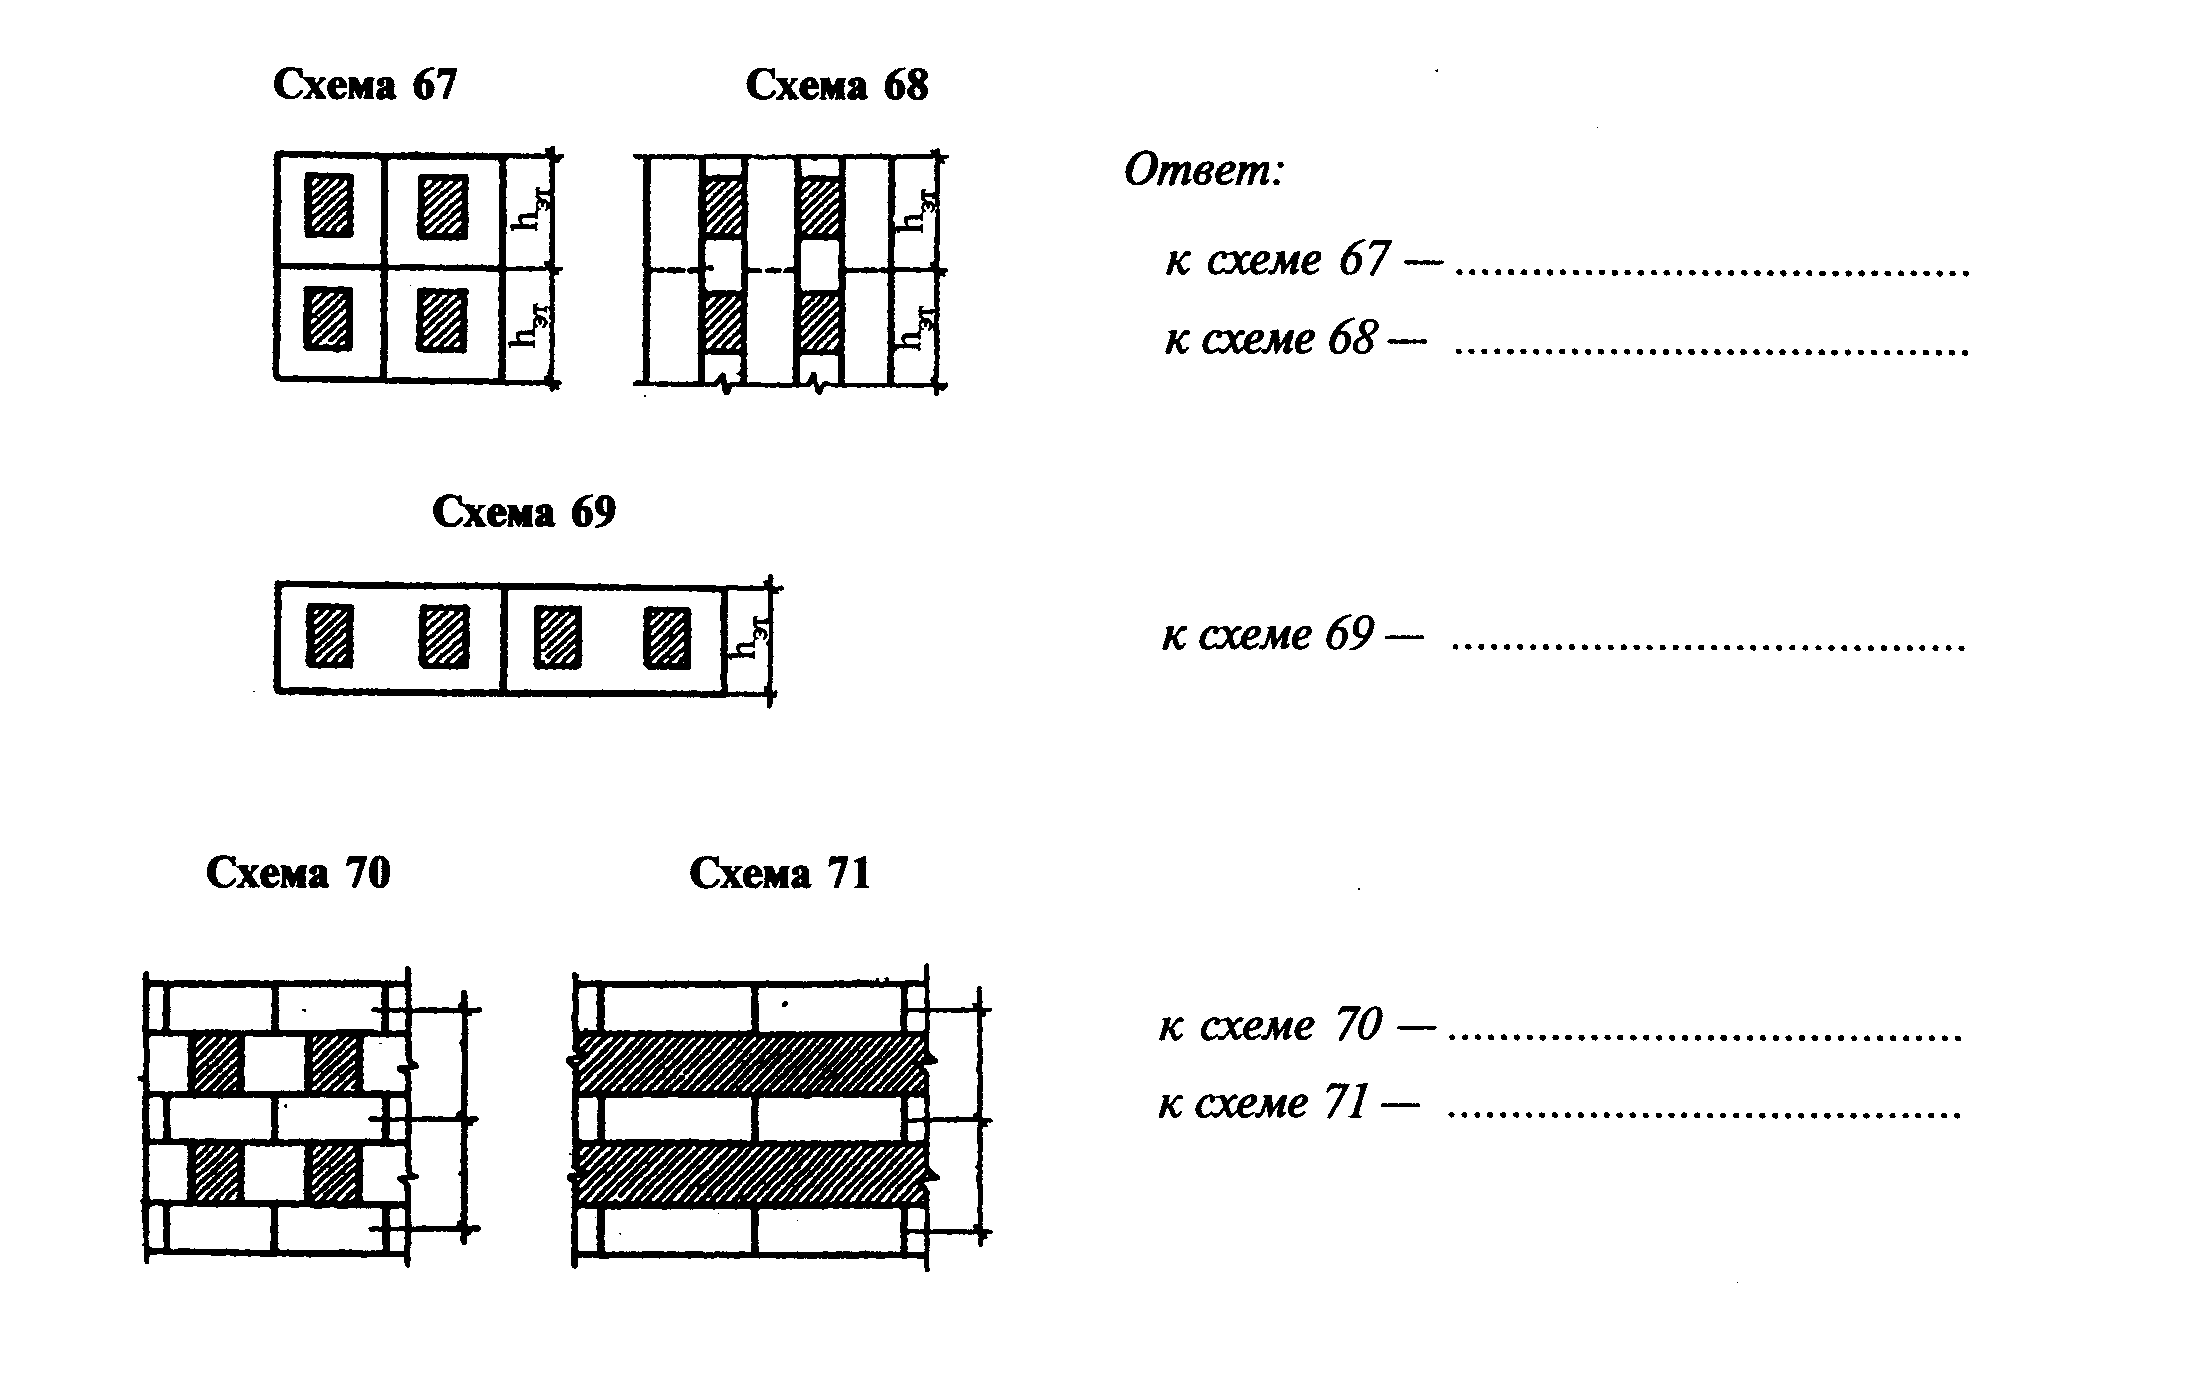 Схема 67
Схема 68
hэт
hэт
hэт
hэт
Ответ:
к схеме 67 — ........................................
к схеме 68 — ........................................
Схема 69
hэт
к схеме 69 — ........................................
Схема 70
Схема 71
к схеме 70 — ........................................
к схеме 71 — ........................................